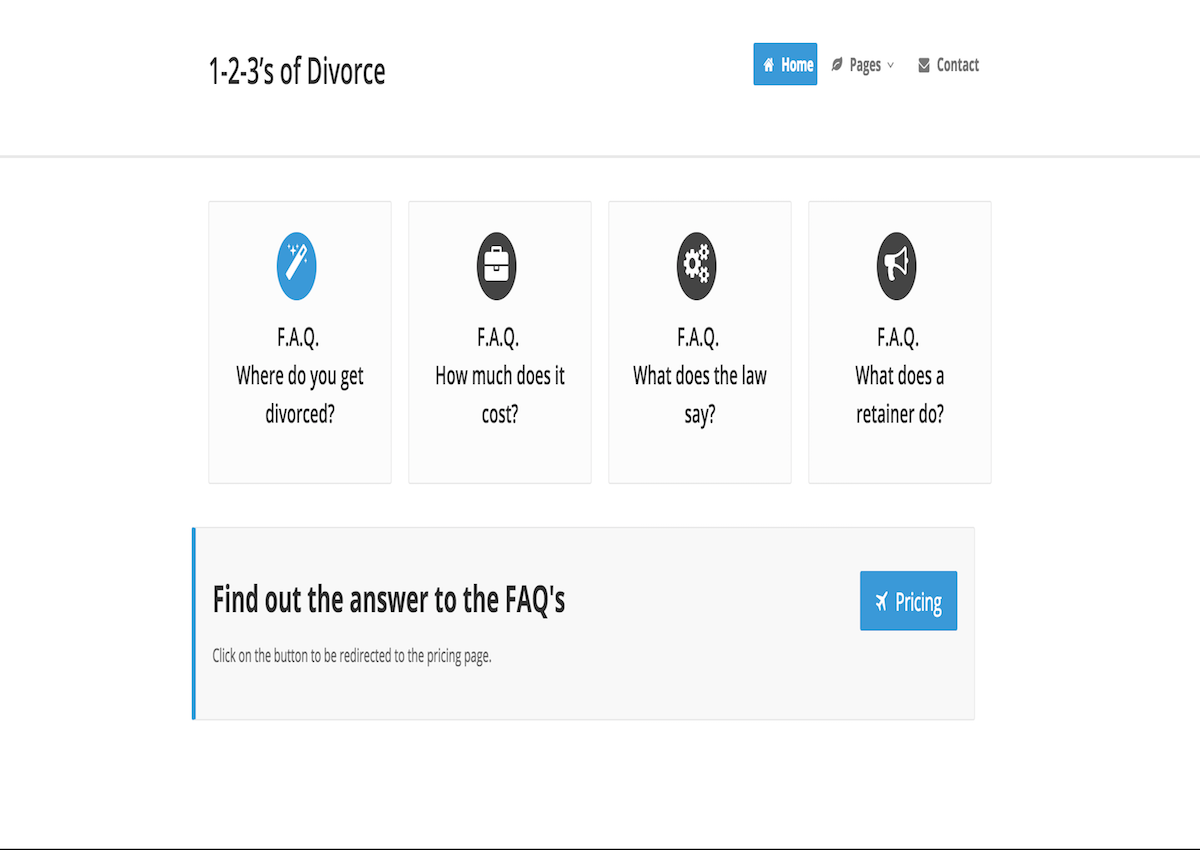 1-2-3’s of Divorce
Home
Pages
Contact
F.A.Q.
Where do you get
divorced?
F.A.Q.
How much does it
cost?
F.A.Q.
What does the law
say?
F.A.Q.
What does a
retainer do?
Find out the answer to the FAQ's
Click on the button to be redirected to the pricing page.
Pricing